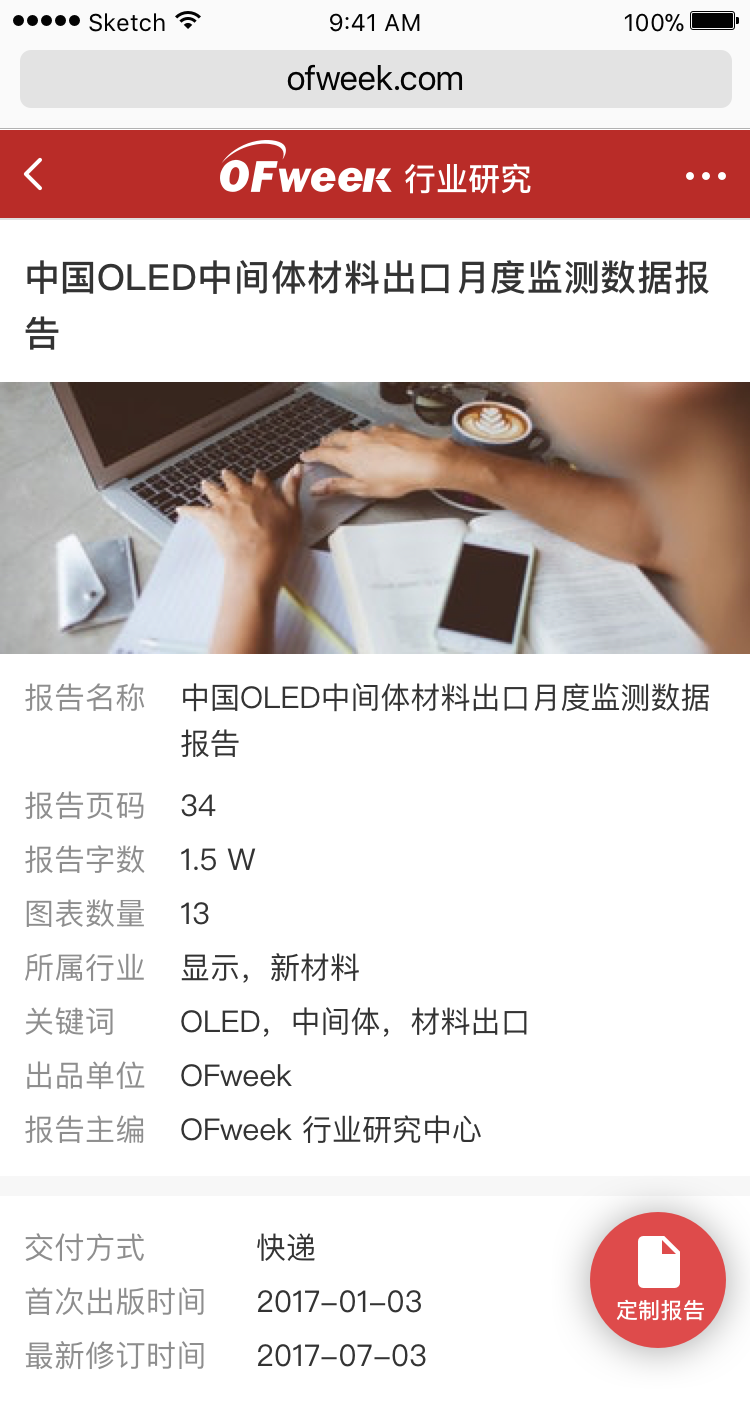 Sketch 9:41 AM 100%
ofweek.com
OFweek 行业研究
中国OLED中间体材料出口月度监测数据报
告
报告名称 中国OLED中间体材料出口月度监测数据
报告
报告页码 34
报告字数 1.5 W
图表数量 13
所属行业 显示，新材料
关键词 OLED，中间体，材料出口
出品单位 OFweek
报告主编 OFweek 行业研究中心
交付方式 快递
首次出版时间 2017-01-03
定制报告
最新修订时间 2017-07-03